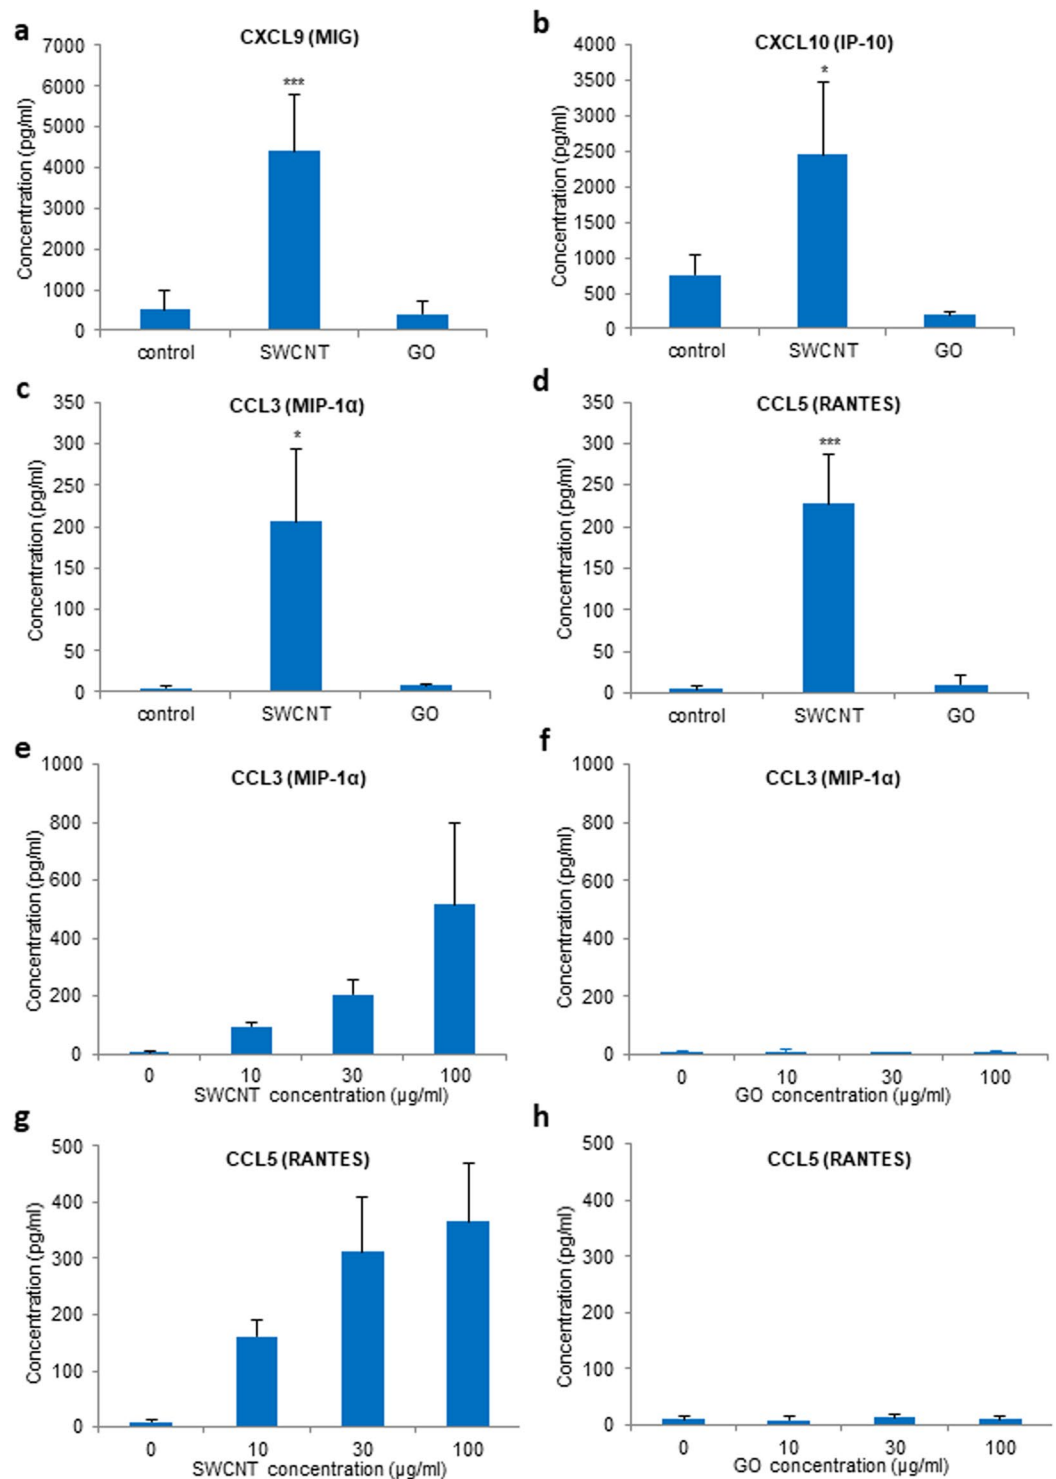 a
CXCL9 (MIG)
7000
6000
5000
4000
3000
2000
1000
0
Concentration (pg/ml)
***
control SWCNT GO
b
CXCL10 (IP-10)
4000
3500
3000
2500
2000
1500
1000
500
0
Concentration (pg/ml)
*
control SWCNT GO
c
CCL3 (MIP-1α)
350
300
250
200
150
100
50
0
Concentration (pg/ml)
*
control SWCNT GO
d
CCL5 (RANTES)
350
300
250
200
150
100
50
0
Concentration (pg/ml)
***
control SWCNT GO
e
CCL3 (MIP-1α)
1000
800
600
400
200
0
Concentration (pg/ml)
0 10 30 100
SWCNT concentration (µg/ml)
f
CCL3 (MIP-1α)
1000
800
600
400
200
0
Concentration (pg/ml)
0 10 30 100
GO concentration (µg/ml)
g
CCL5 (RANTES)
500
400
300
200
100
0
Concentration (pg/ml)
0 10 30 100
SWCNT concentration (µg/ml)
h
CCL5 (RANTES)
500
400
300
200
100
0
Concentration (pg/ml)
0 10 30 100
GO concentration (µg/ml)